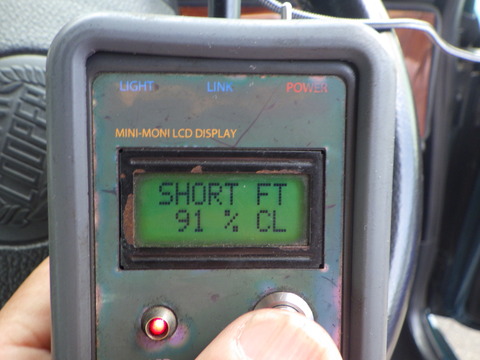 LIGHT LINK POWER
MINI-MONI LCD DISPLAY
SHORT FT
91 % CL